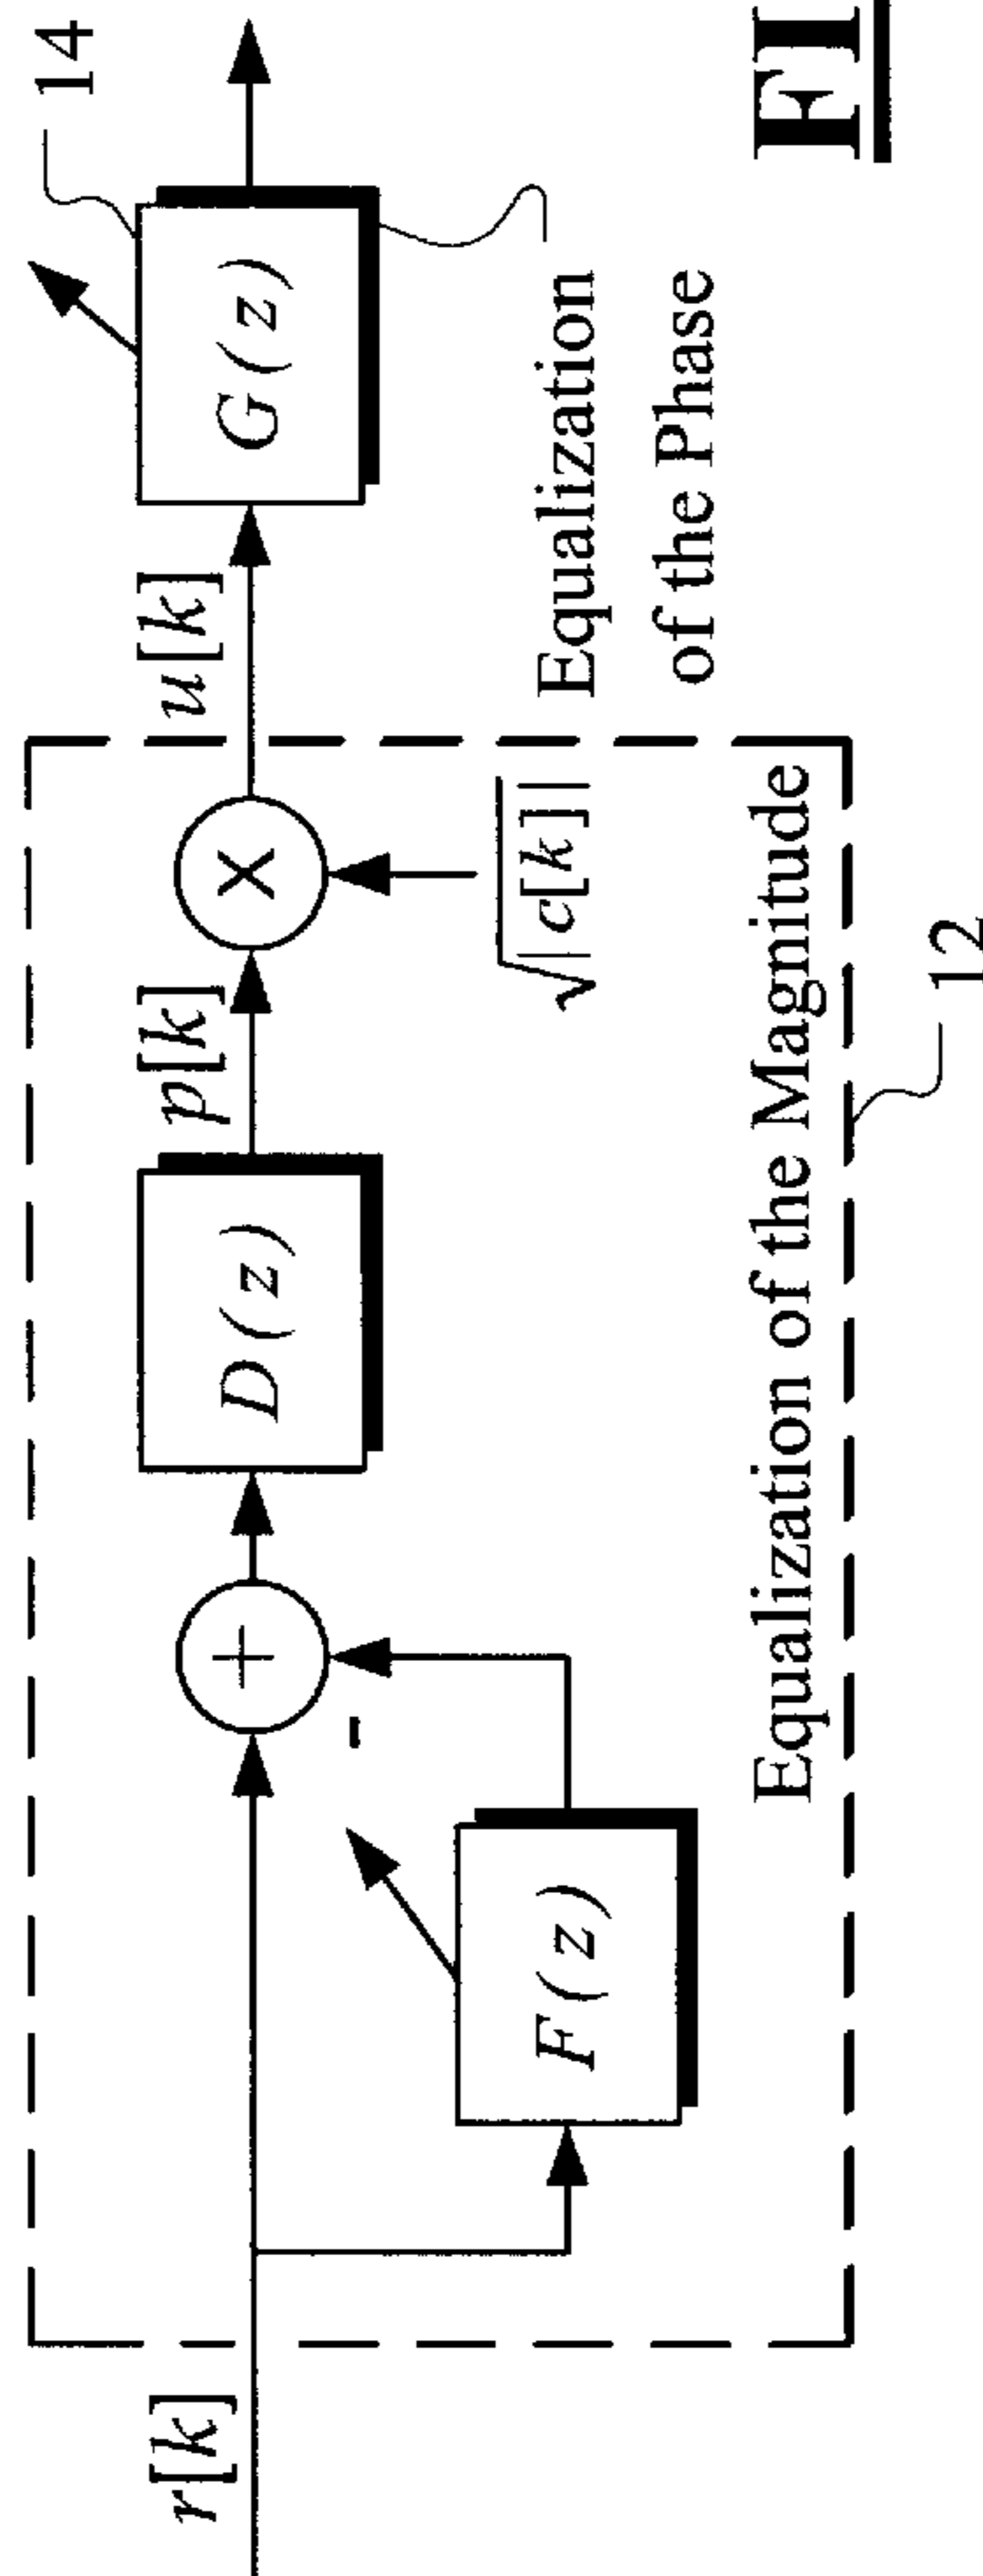 r[k]
F(z)
-
+
D(z)
p[k]
X
√|c[k]|
u[k]
G(z)
14
Equalization of the Magnitude
12
Equalization
of the Phase
FI